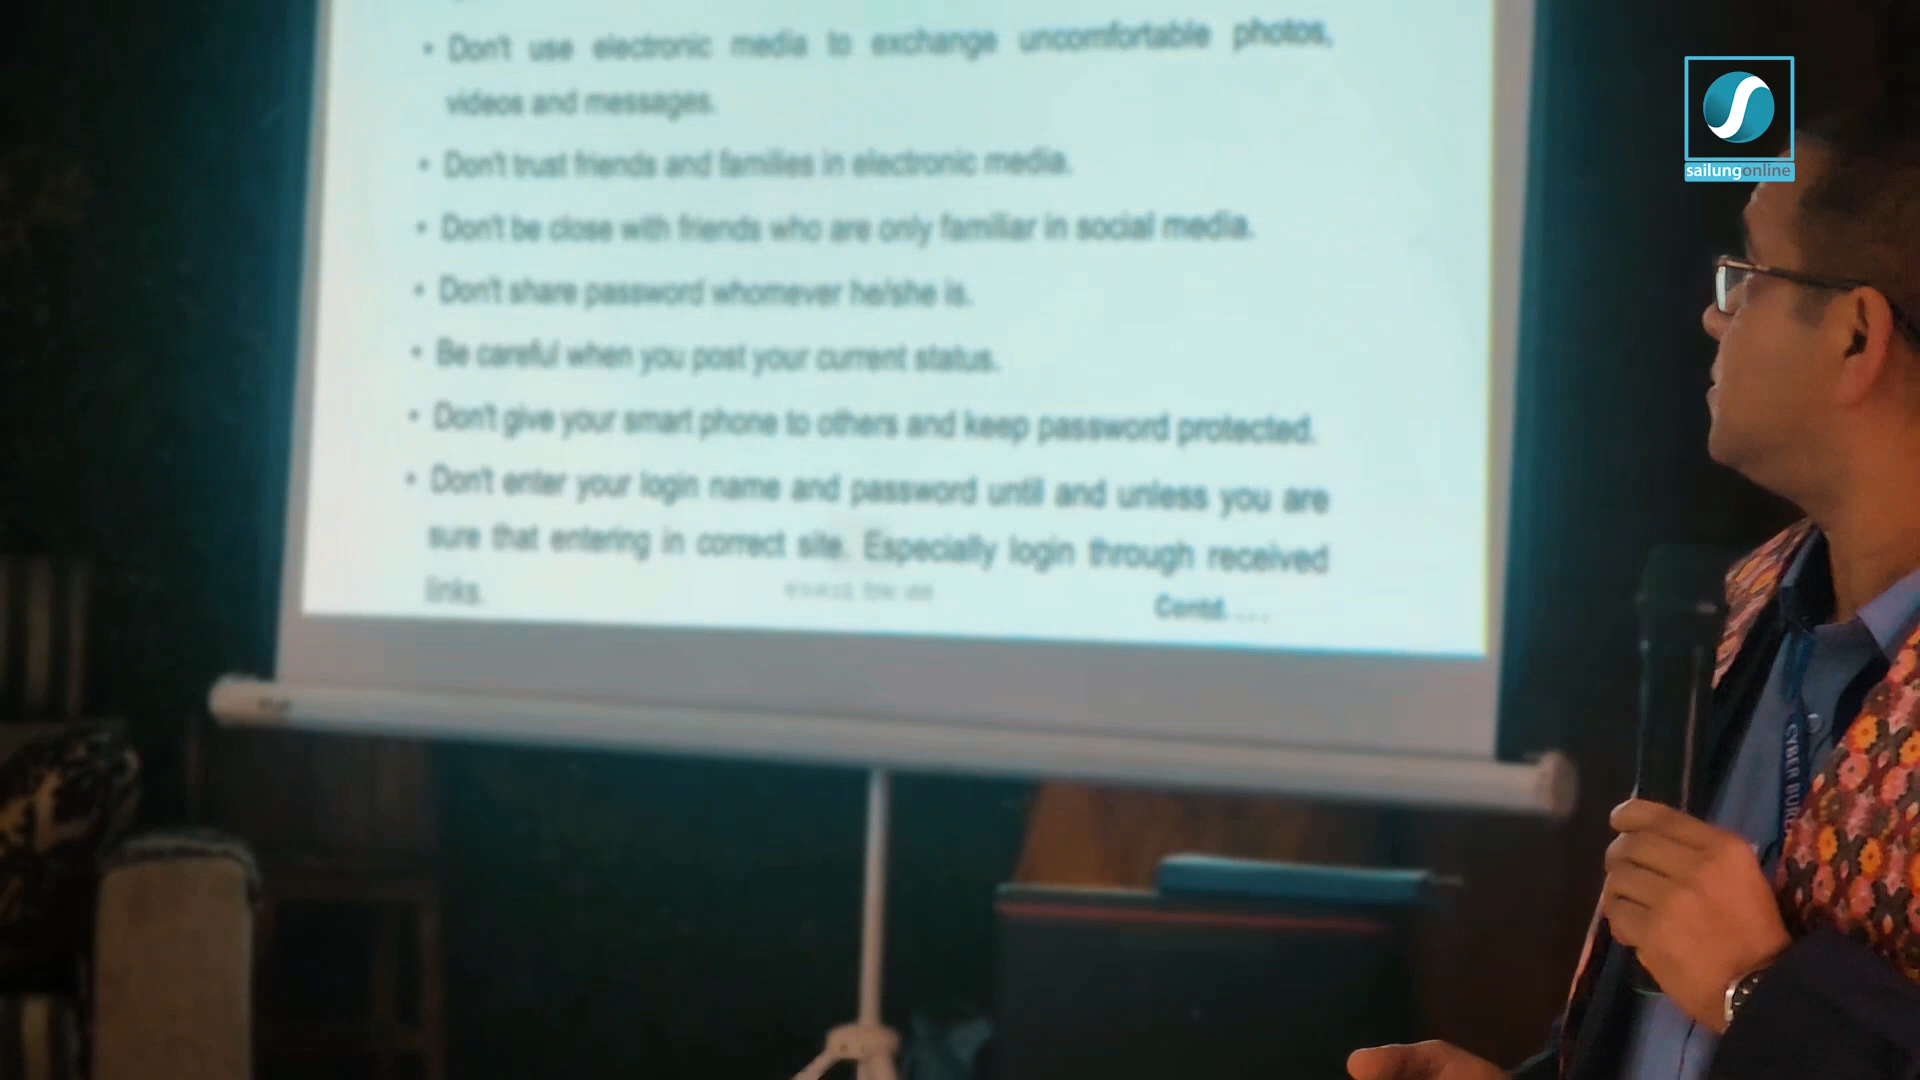 • Don't use electronic media to exchange uncomfortable photos,
videos and messages.
• Don't trust friends and families in electronic media.
• Don't be close with friends who are only familiar in social media.
• Don't share password whomever he/she is.
• Be careful when you post your current status.
• Don't give your smart phone to others and keep password protected.
• Don't enter your login name and password until and unless you are
sure that entering in correct site. Especially login through received
links.
Contd.....
sailungonline
CYBER